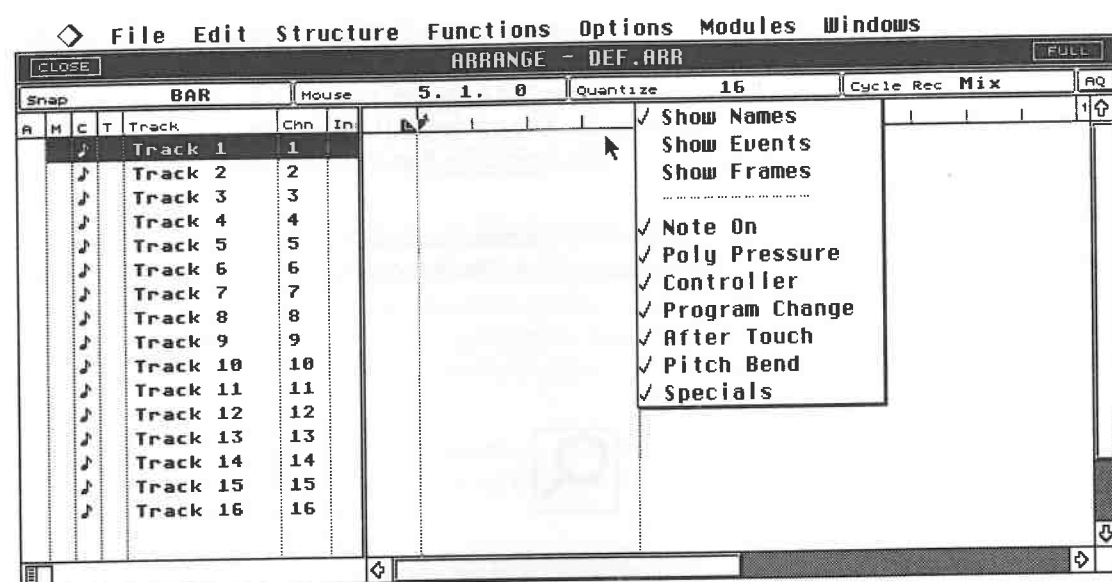 File Edit Structure Functions Options Modules Windows
CLOSE ARRANGE - DEF.ARR FULL
Snap BAR Mouse 5. 1. 0 Quantize 16 Cycle Rec Mix AQ
A M C T Track Chn In 1
Track 1 1
Track 2 2
Track 3 3
Track 4 4
Track 5 5
Track 6 6
Track 7 7
Track 8 8
Track 9 9
Track 10 10
Track 11 11
Track 12 12
Track 13 13
Track 14 14
Track 15 15
Track 16 16
✓ Show Names
Show Events
Show Frames
✓ Note On
✓ Poly Pressure
✓ Controller
✓ Program Change
✓ After Touch
✓ Pitch Bend
✓ Specials